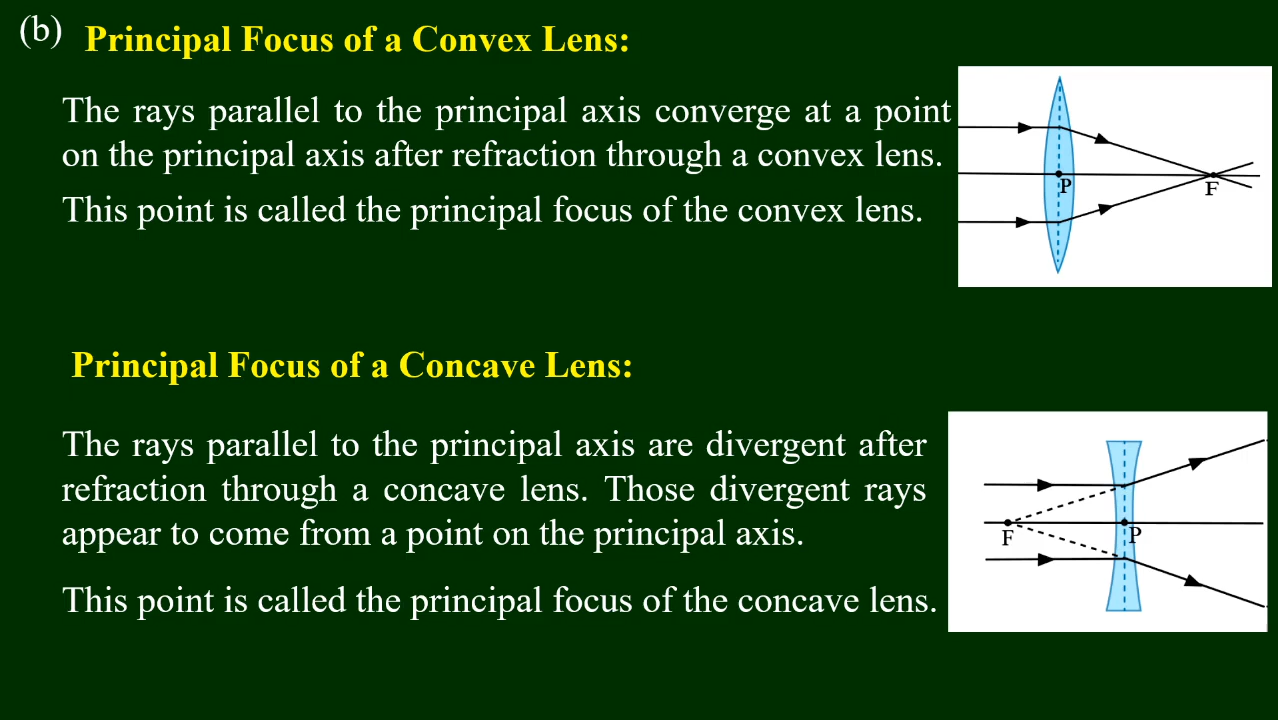 (b) Principal Focus of a Convex Lens:
The rays parallel to the principal axis converge at a point
on the principal axis after refraction through a convex lens.
This point is called the principal focus of the convex lens.
P
F
Principal Focus of a Concave Lens:
The rays parallel to the principal axis are divergent after
refraction through a concave lens. Those divergent rays
appear to come from a point on the principal axis.
This point is called the principal focus of the concave lens.
F
P